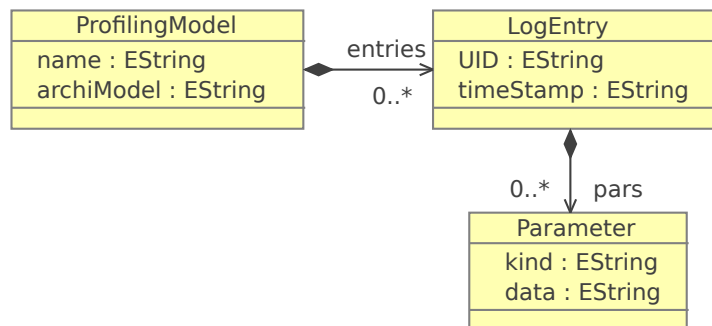 ProfilingModel
name : EString
archiModel : EString
entries
0..*
LogEntry
UID : EString
timeStamp : EString
0..* pars
Parameter
kind : EString
data : EString